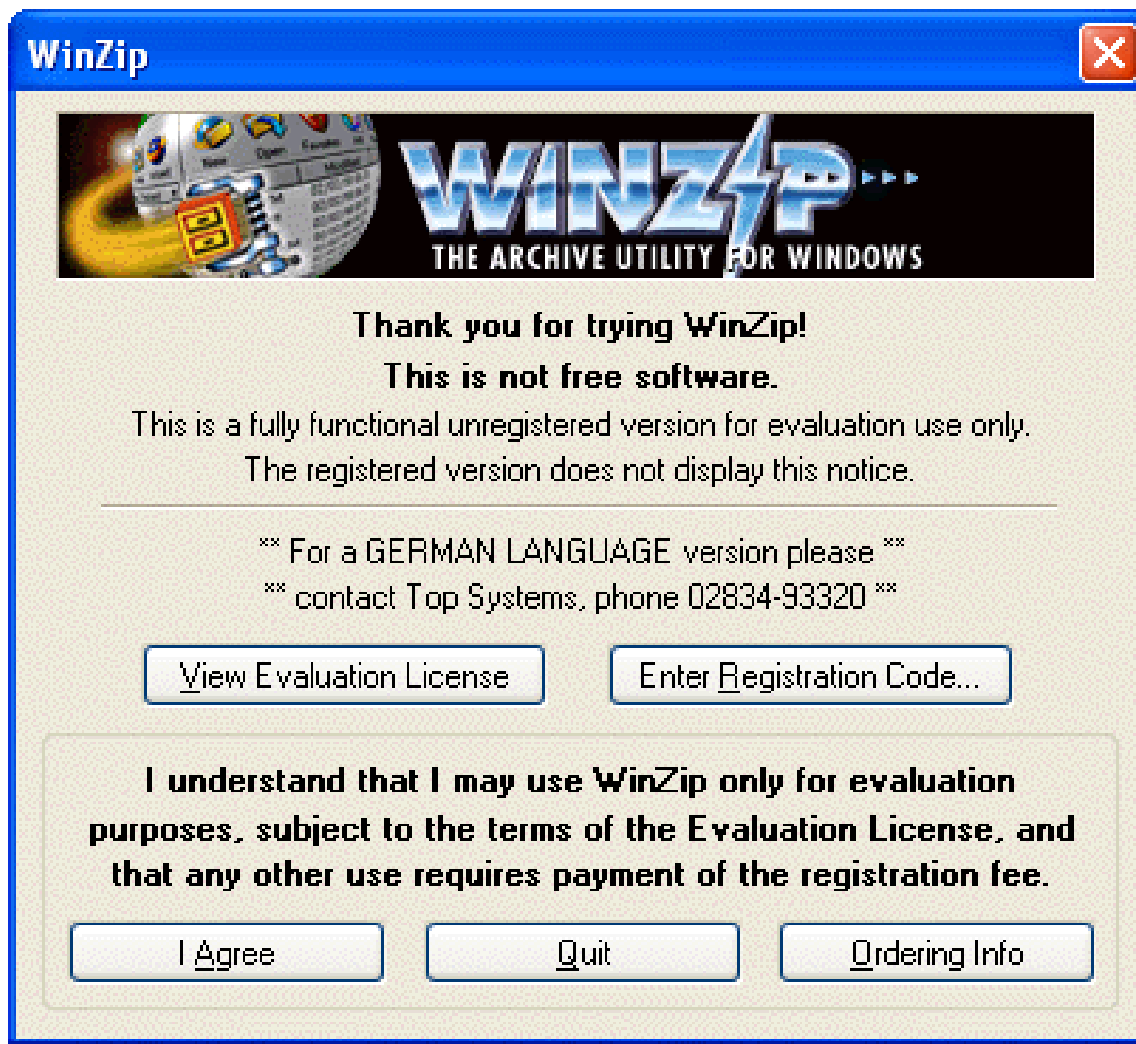 WinZip
New Open Favorites
WINZIP
THE ARCHIVE UTILITY FOR WINDOWS
Thank you for trying WinZip!
This is not free software.
This is a fully functional unregistered version for evaluation use only.
The registered version does not display this notice.
** For a GERMAN LANGUAGE version please **
** contact Top Systems, phone 02834-93320 **
View Evaluation License
Enter Registration Code...
I understand that I may use WinZip only for evaluation
purposes, subject to the terms of the Evaluation License, and
that any other use requires payment of the registration fee.
I Agree
Quit
Ordering Info